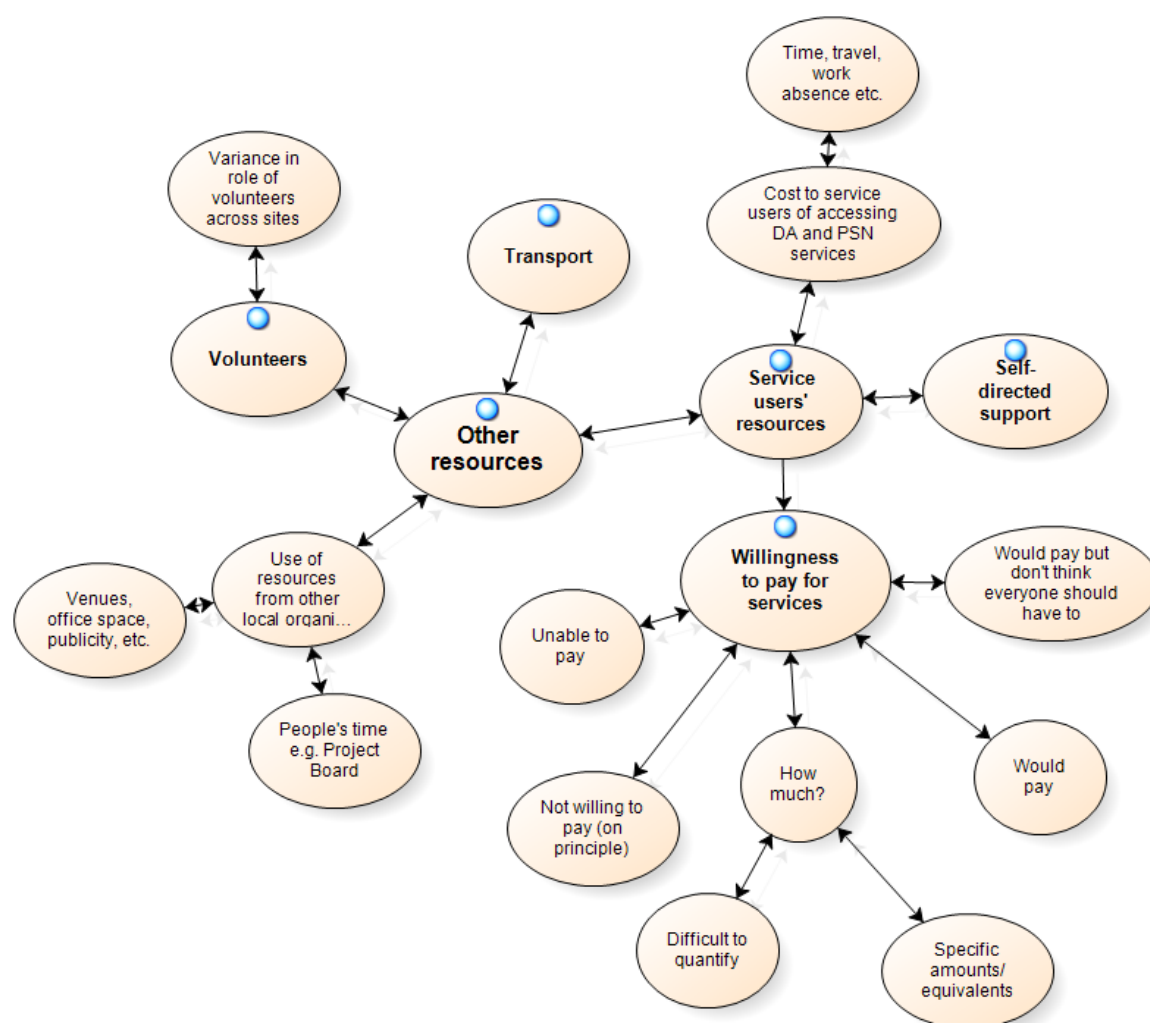 Time, travel,
work
absence etc.
Variance in
role of
volunteers
across sites
Cost to service
users of accessing
DA and PSN
services
Transport
Volunteers
Service
users'
resources
Self-
directed
support
Other
resources
Use of
resources
from other
local organi...
Venues,
office space,
publicity, etc.
People's time
e.g. Project
Board
Willingness
to pay for
services
Would pay but
don't think
everyone should
have to
Unable to
pay
Not willing to
pay (on
principle)
How
much?
Would
pay
Difficult to
quantify
Specific
amounts/
equivalents